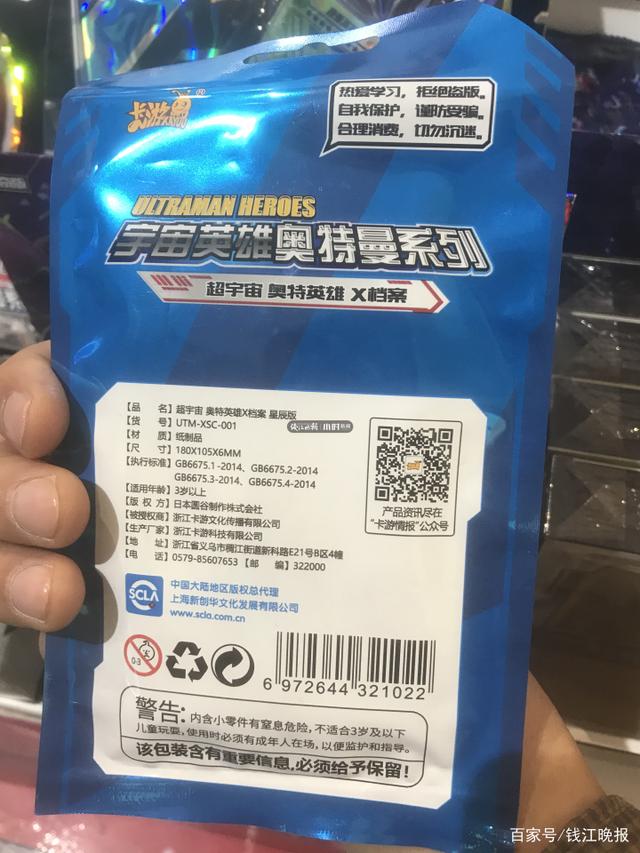 卡游
®
热爱学习，拒绝盗版。
自我保护，谨防受骗。
合理消费，切勿沉迷。
ULTRAMAN HEROES
宇宙英雄奥特曼系列
超宇宙 奥特英雄 X档案
【品 名】超宇宙 奥特英雄X档案 星辰版
【货 号】UTM-XSC-001
钱江晚报 小时新闻
【材 质】纸制品
【尺 寸】180X105X6MM
【执行标准】GB6675.1-2014、GB6675.2-2014
GB6675.3-2014、GB6675.4-2014
【适用年龄】3岁以上
【版 权 方】日本圆谷制作株式会社
【被授权商】浙江卡游文化传播有限公司
【生产厂家】浙江卡游科技有限公司
【地 址】浙江省义乌市稠江街道新科路E21号B区4幢
【电 话】0579-85607653【邮 编】322000
产品资讯尽在
“卡游情报”公众号
SCLA
中国大陆地区版权总代理
上海新创华文化发展有限公司
www.scla.com.cn
0-3
6 972644 321022
警告：内含小零件有窒息危险，不适合3岁及以下
儿童玩耍，使用时必须有成年人在场，以便监护和指导。
该包装含有重要信息，必须给予保留！
百家号/钱江晚报